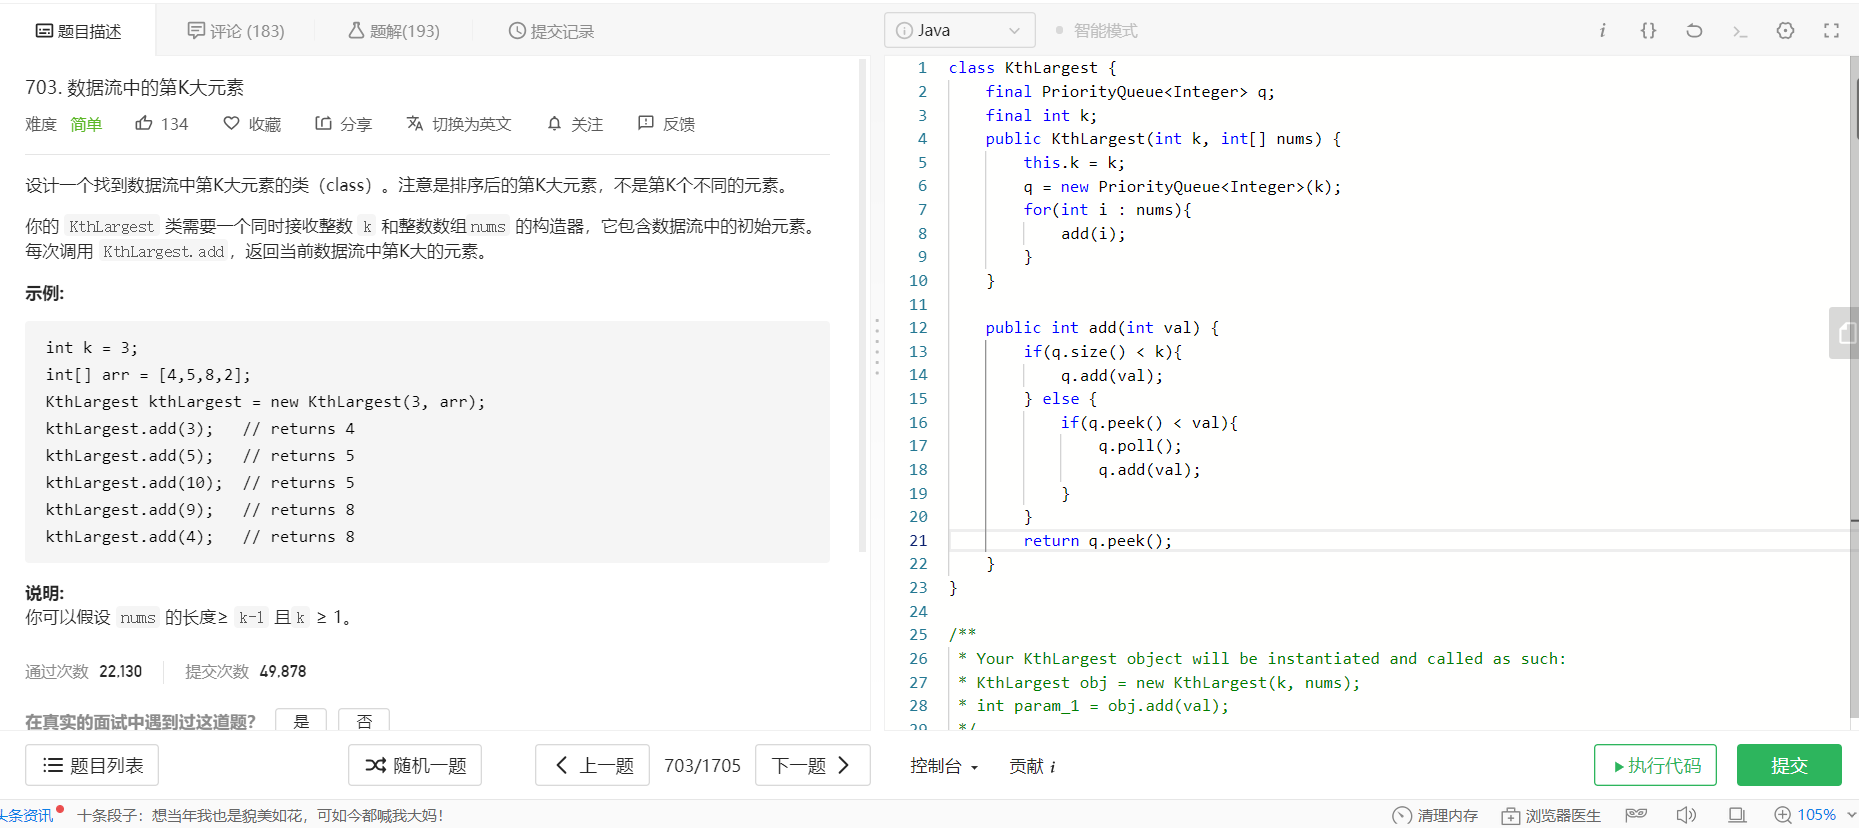 题目描述
评论 (183)
题解(193)
提交记录
703. 数据流中的第K大元素
难度 简单 134 收藏 分享 切换为英文 关注 反馈
设计一个找到数据流中第K大元素的类（class）。注意是排序后的第K大元素，不是第K个不同的元素。
你的 KthLargest 类需要一个同时接收整数 k 和整数数组nums 的构造器，它包含数据流中的初始元素。
每次调用 KthLargest.add，返回当前数据流中第K大的元素。
示例:
int k = 3;
int[] arr = [4,5,8,2];
KthLargest kthLargest = new KthLargest(3, arr);
kthLargest.add(3);   // returns 4
kthLargest.add(5);   // returns 5
kthLargest.add(10);  // returns 5
kthLargest.add(9);   // returns 8
kthLargest.add(4);   // returns 8
说明:
你可以假设 nums 的长度≥ k-1 且k ≥ 1。
通过次数 22,130 提交次数 49,878
在真实的面试中遇到过这道题? 是 否
题目列表
随机一题
上一题
703/1705
下一题
Java
智能模式
1 class KthLargest {
2     final PriorityQueue<Integer> q;
3     final int k;
4     public KthLargest(int k, int[] nums) {
5         this.k = k;
6         q = new PriorityQueue<Integer>(k);
7         for(int i : nums){
8             add(i);
9         }
10     }
11
12     public int add(int val) {
13         if(q.size() < k){
14             q.add(val);
15         } else {
16             if(q.peek() < val){
17                 q.poll();
18                 q.add(val);
19             }
20         }
21         return q.peek();
22     }
23 }
24
25 /**
26  * Your KthLargest object will be instantiated and called as such:
27  * KthLargest obj = new KthLargest(k, nums);
28  * int param_1 = obj.add(val);
29  */
控制台
贡献 i
执行代码
提交
头条资讯 十条段子：想当年我也是貌美如花，可如今都喊我大妈！
清理内存
浏览器医生
105%